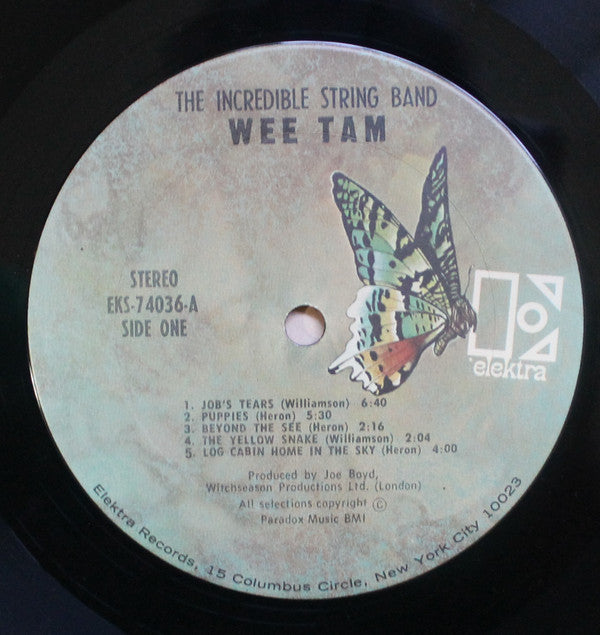 THE INCREDIBLE STRING BAND
WEE TAM
STEREO
EKS-74036-A
SIDE ONE
elektra
1. JOB'S TEARS (Williamson) 6:40
2. PUPPIES (Heron) 5:30
3. BEYOND THE SEE (Heron) 2:16
4. THE YELLOW SNAKE (Williamson) 2:04
5. LOG CABIN HOME IN THE SKY (Heron) 4:00
Produced by Joe Boyd,
Witchseason Productions Ltd. (London)
All selections copyright ©
Paradox Music BMI
Elektra Records, 15 Columbus Circle, New York City 10023